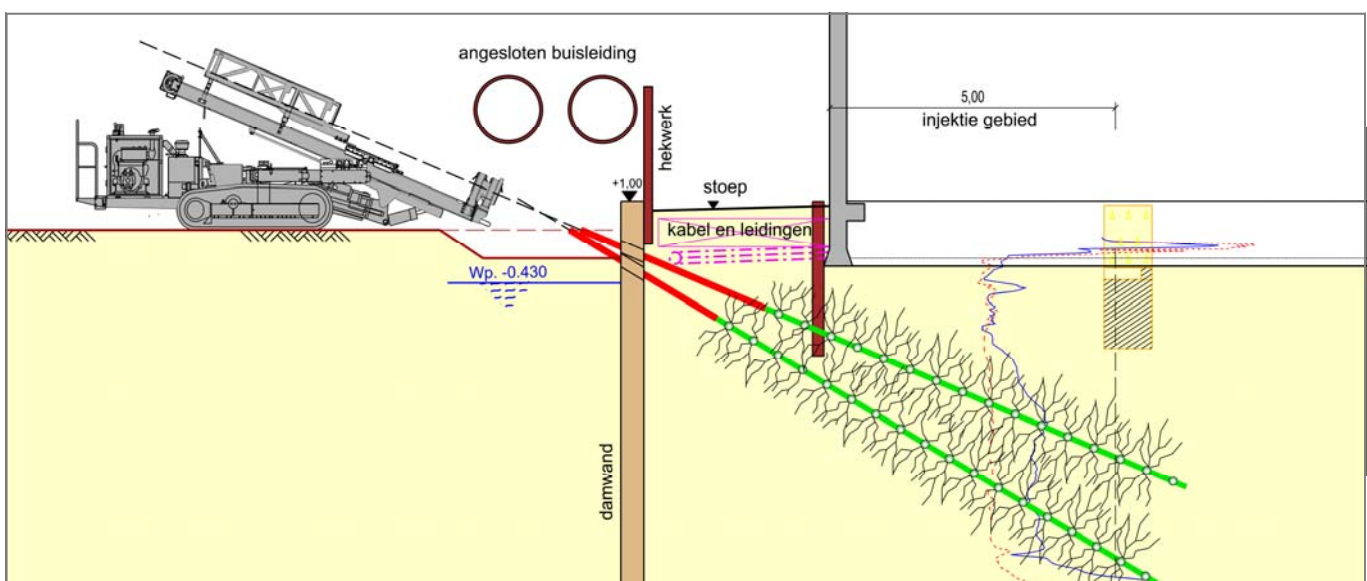 angesloten buisleiding
5,00
injektie gebied
hekwerk
+1,00
stoep
kabel en leidingen
Wp. -0.430
damwand